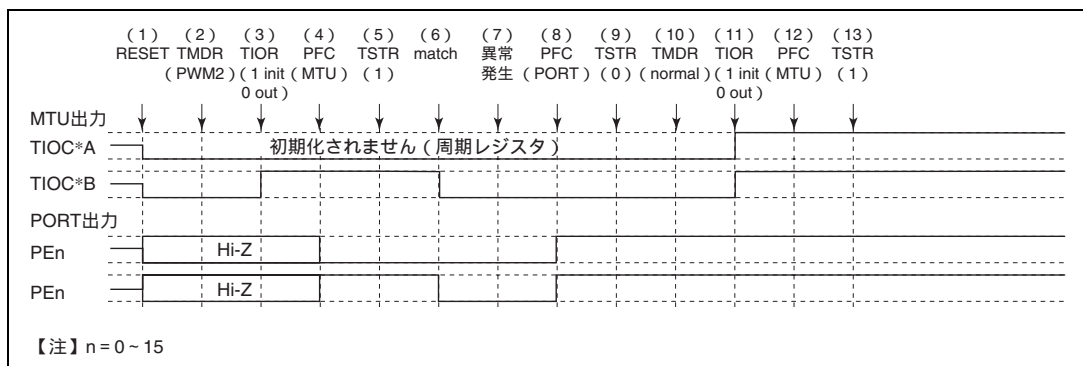 (1) (2) (3) (4) (5) (6) (7) (8) (9) (10) (11) (12) (13)
RESET TMDR TIOR PFC TSTR match 異常 PFC TSTR TMDR TIOR PFC TSTR
(PWM2) (1 init (MTU) (1) 発生 (PORT) (0) (normal) (1 init (MTU) (1)
0 out) 0 out)
MTU出力
TIOC*A 初期化されません(周期レジスタ)
TIOC*B
PORT出力
PEn Hi-Z
PEn Hi-Z
【注】n = 0 ~ 15